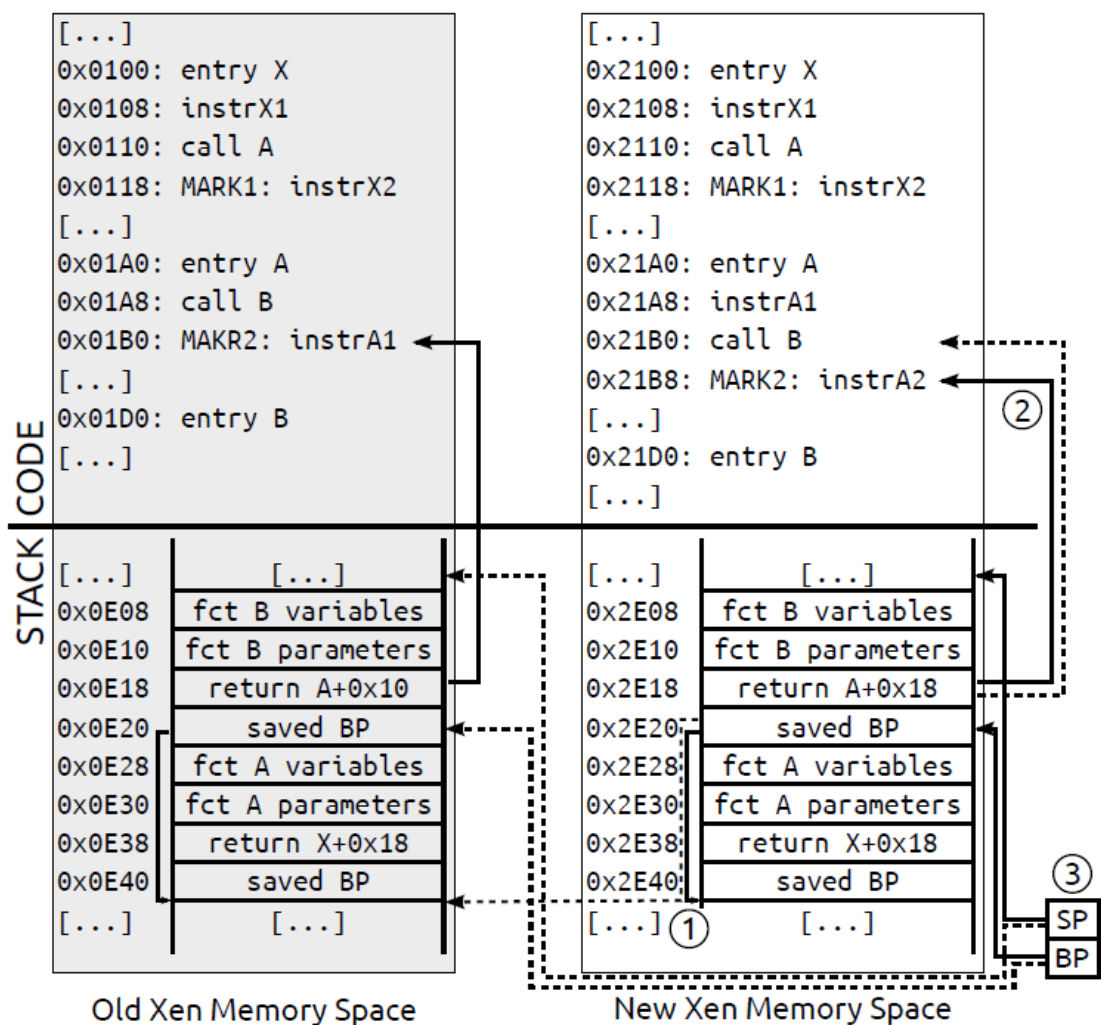 [...]
0x0100: entry X
0x0108: instrX1
0x0110: call A
0x0118: MARK1: instrX2
[...]
0x01A0: entry A
0x01A8: call B
0x01B0: MAKR2: instrA1
[...]
0x01D0: entry B
[...]
[...]
0x2100: entry X
0x2108: instrX1
0x2110: call A
0x2118: MARK1: instrX2
[...]
0x21A0: entry A
0x21A8: instrA1
0x21B0: call B
0x21B8: MARK2: instrA2
[...]
0x21D0: entry B
[...]
2
CODE
STACK
[...] [...]
0x0E08 fct B variables
0x0E10 fct B parameters
0x0E18 return A+0x10
0x0E20 saved BP
0x0E28 fct A variables
0x0E30 fct A parameters
0x0E38 return X+0x18
0x0E40 saved BP
[...] [...]
[...] [...]
0x2E08 fct B variables
0x2E10 fct B parameters
0x2E18 return A+0x18
0x2E20 saved BP
0x2E28 fct A variables
0x2E30 fct A parameters
0x2E38 return X+0x18
0x2E40 saved BP
[...] 1 [...]
3
SP
BP
Old Xen Memory Space
New Xen Memory Space